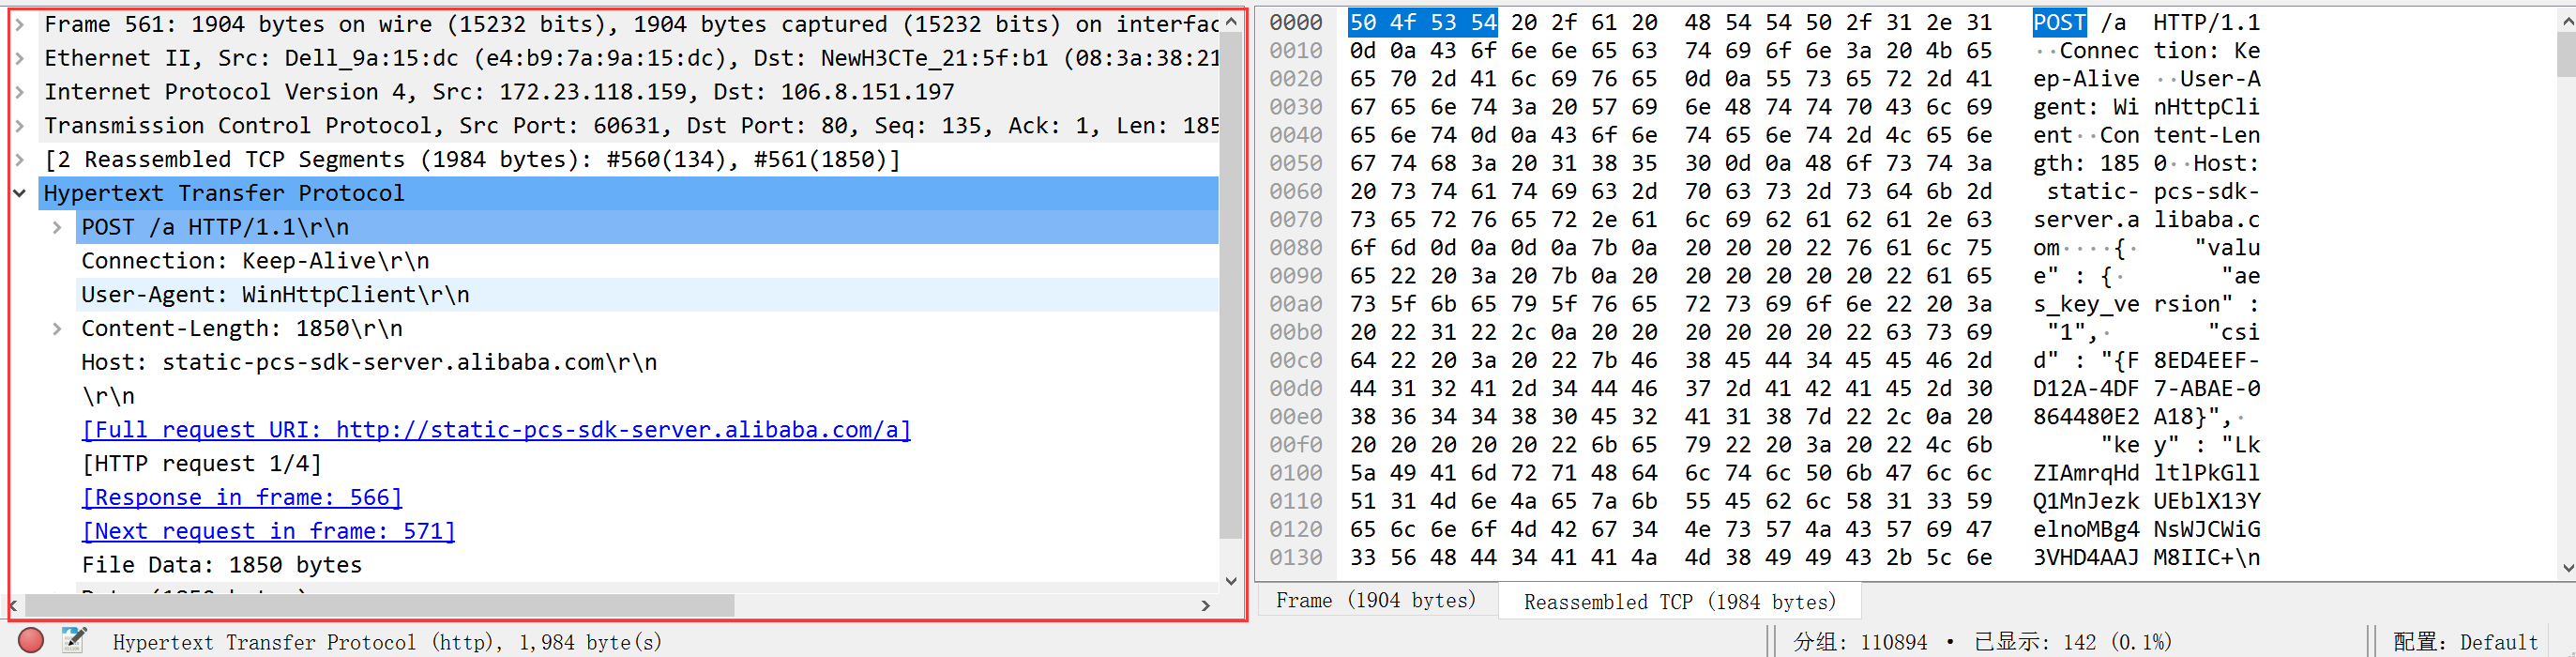 Frame 561: 1904 bytes on wire (15232 bits), 1904 bytes captured (15232 bits) on interfac
Ethernet II, Src: Dell_9a:15:dc (e4:b9:7a:9a:15:dc), Dst: NewH3CTe_21:5f:b1 (08:3a:38:21
Internet Protocol Version 4, Src: 172.23.118.159, Dst: 106.8.151.197
Transmission Control Protocol, Src Port: 60631, Dst Port: 80, Seq: 135, Ack: 1, Len: 185
[2 Reassembled TCP Segments (1984 bytes): #560(134), #561(1850)]
Hypertext Transfer Protocol
POST /a HTTP/1.1\r\n
Connection: Keep-Alive\r\n
User-Agent: WinHttpClient\r\n
Content-Length: 1850\r\n
Host: static-pcs-sdk-server.alibaba.com\r\n
\r\n
[Full request URI: http://static-pcs-sdk-server.alibaba.com/a]
[HTTP request 1/4]
[Response in frame: 566]
[Next request in frame: 571]
File Data: 1850 bytes
0000 50 4f 53 54 20 2f 61 20 48 54 54 50 2f 31 2e 31 POST /a HTTP/1.1
0010 0d 0a 43 6f 6e 6e 65 63 74 69 6f 6e 3a 20 4b 65 ··Connec tion: Ke
0020 65 70 2d 41 6c 69 76 65 0d 0a 55 73 65 72 2d 41 ep-Alive ··User-A
0030 67 65 6e 74 3a 20 57 69 6e 48 74 74 70 43 6c 69 gent: Wi nHttpCli
0040 65 6e 74 0d 0a 43 6f 6e 74 65 6e 74 2d 4c 65 6e ent··Con tent-Len
0050 67 74 68 3a 20 31 38 35 30 0d 0a 48 6f 73 74 3a gth: 185 0··Host:
0060 20 73 74 61 74 69 63 2d 70 63 73 2d 73 64 6b 2d static- pcs-sdk-
0070 73 65 72 76 65 72 2e 61 6c 69 62 61 62 61 2e 63 server.a libaba.c
0080 6f 6d 0d 0a 0d 0a 7b 0a 20 20 20 22 76 61 6c 75 om····{· "valu
0090 65 22 20 3a 20 7b 0a 20 20 20 20 20 20 22 61 65 e" : {· "ae
00a0 73 5f 6b 65 79 5f 76 65 72 73 69 6f 6e 22 20 3a s_key_ve rsion" :
00b0 20 22 31 22 2c 0a 20 20 20 20 20 20 22 63 73 69 "1",· "csi
00c0 64 22 20 3a 20 22 7b 46 38 45 44 34 45 45 46 2d d" : "{F 8ED4EEF-
00d0 44 31 32 41 2d 34 44 46 37 2d 41 42 41 45 2d 30 D12A-4DF 7-ABAE-0
00e0 38 36 34 34 38 30 45 32 41 31 38 7d 22 2c 0a 20 864480E2 A18}",·
00f0 20 20 20 20 20 22 6b 65 79 22 20 3a 20 22 4c 6b "ke y" : "Lk
0100 5a 49 41 6d 72 71 48 64 6c 74 6c 50 6b 47 6c 6c ZIAmrqHd ltlPkGll
0110 51 31 4d 6e 4a 65 7a 6b 55 45 62 6c 58 31 33 59 Q1MnJezk UEblX13Y
0120 65 6c 6e 6f 4d 42 67 34 4e 73 57 4a 43 57 69 47 elnoMBg4 NsWJCWiG
0130 33 56 48 44 34 41 41 4a 4d 38 49 49 43 2b 5c 6e 3VHD4AAJ M8IIC+\n
Frame (1904 bytes) Reassembled TCP (1984 bytes)
Hypertext Transfer Protocol (http), 1,984 byte(s) 分组: 110894 • 已显示: 142 (0.1%) 配置: Default